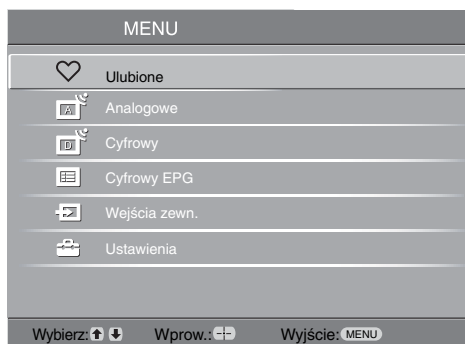 MENU
Ulubione
A Analogowe
D Cyfrowy
Cyfrowy EPG
Wejścia zewn.
Ustawienia
Wybierz: Wprow.: Wyjście: MENU